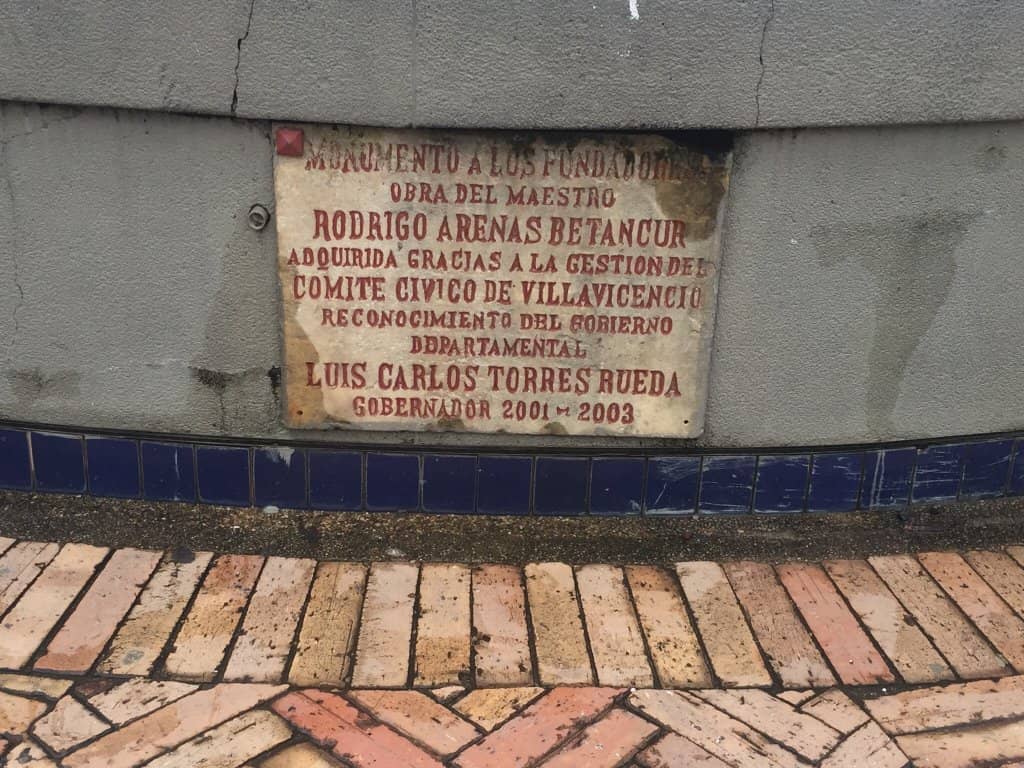 MONUMENTO A LOS FUNDADORES
OBRA DEL MAESTRO
RODRIGO ARENAS BETANCUR
ADQUIRIDA GRACIAS A LA GESTION DEL
COMITE CIVICO DE VILLAVICENCIO
RECONOCIMIENTO DEL GOBIERNO
DEPARTAMENTAL
LUIS CARLOS TORRES RUEDA
GOBERNADOR 2001 - 2003